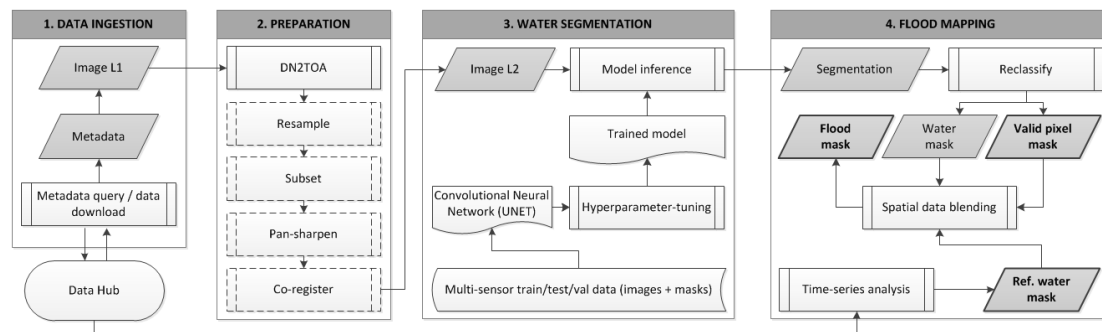 1. DATA INGESTION
Image L1
Metadata
Metadata query / data
download
Data Hub
2. PREPARATION
DN2TOA
Resample
Subset
Pan-sharpen
Co-register
3. WATER SEGMENTATION
Image L2
Model inference
Trained model
Convolutional Neural
Network (UNET)
Hyperparameter-tuning
Multi-sensor train/test/val data (images + masks)
4. FLOOD MAPPING
Segmentation
Reclassify
Flood
mask
Water
mask
Valid pixel
mask
Spatial data blending
Time-series analysis
Ref. water
mask